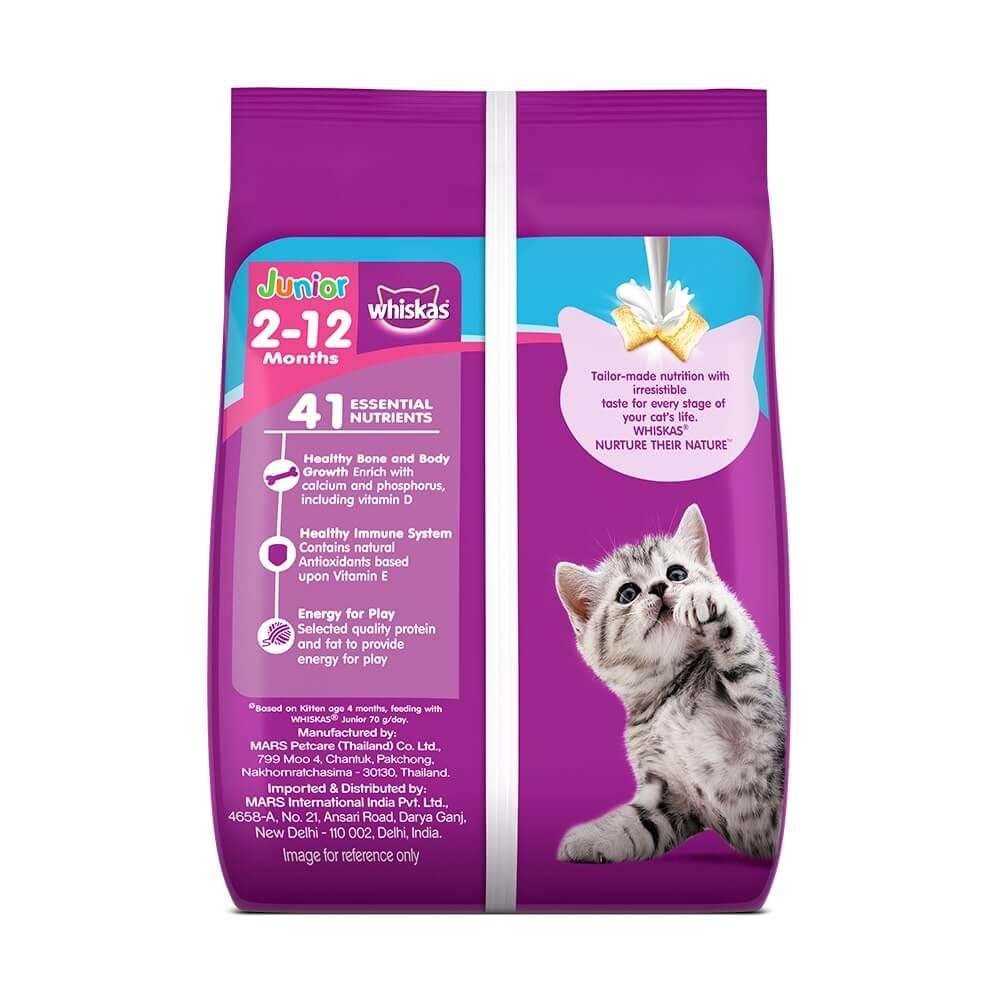 Junior
2-12
Months
whiskas®
41 ESSENTIAL
NUTRIENTS
Healthy Bone and Body
Growth Enrich with
calcium and phosphorus,
including vitamin D
Healthy Immune System
Contains natural
Antioxidants based
upon Vitamin E
Energy for Play
Selected quality protein
and fat to provide
energy for play
Based on Kitten age 4 months, feeding with
WHISKAS® Junior 70 g/day.
Manufactured by:
MARS Petcare (Thailand) Co. Ltd.,
799 Moo 4, Chantuk, Pakchong,
Nakhornratchasima - 30130, Thailand.
Imported & Distributed by:
MARS International India Pvt. Ltd.,
4658-A, No. 21, Ansari Road, Darya Ganj,
New Delhi - 110 002, Delhi, India.
Image for reference only
Tailor-made nutrition with
irresistible
taste for every stage of
your cat's life.
WHISKAS®
NURTURE THEIR NATURE™